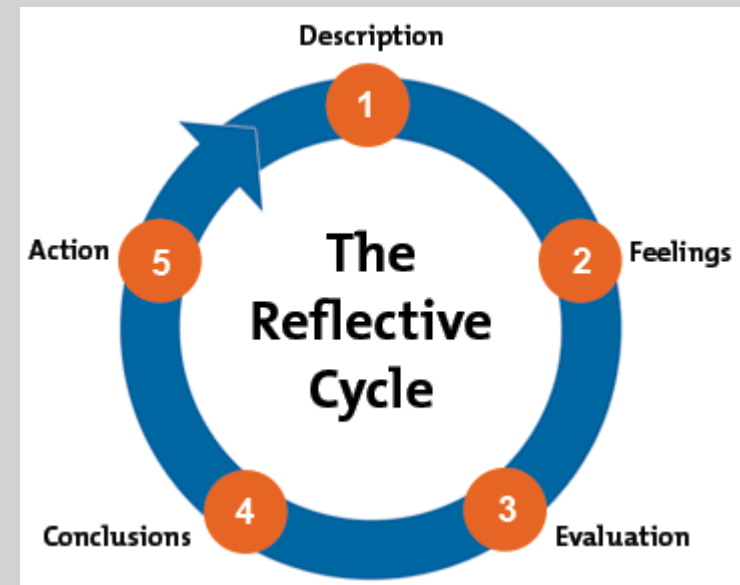 Description
1
Action
5
The
Reflective
Cycle
2
Feelings
4
3
Conclusions
Evaluation